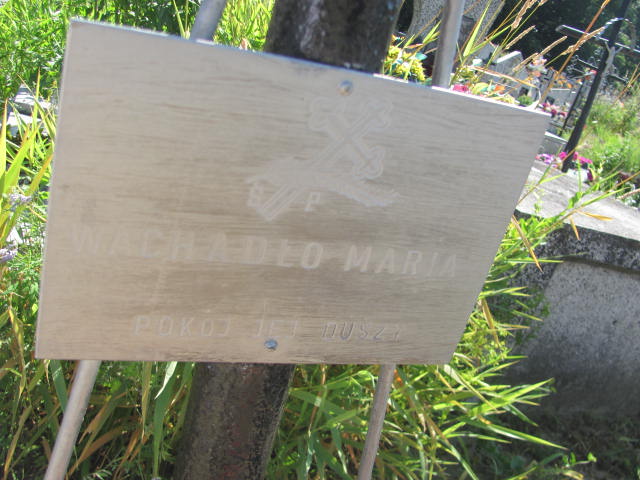 Ś P
WACHADŁO MARIA
POKÓJ JEJ DUSZY